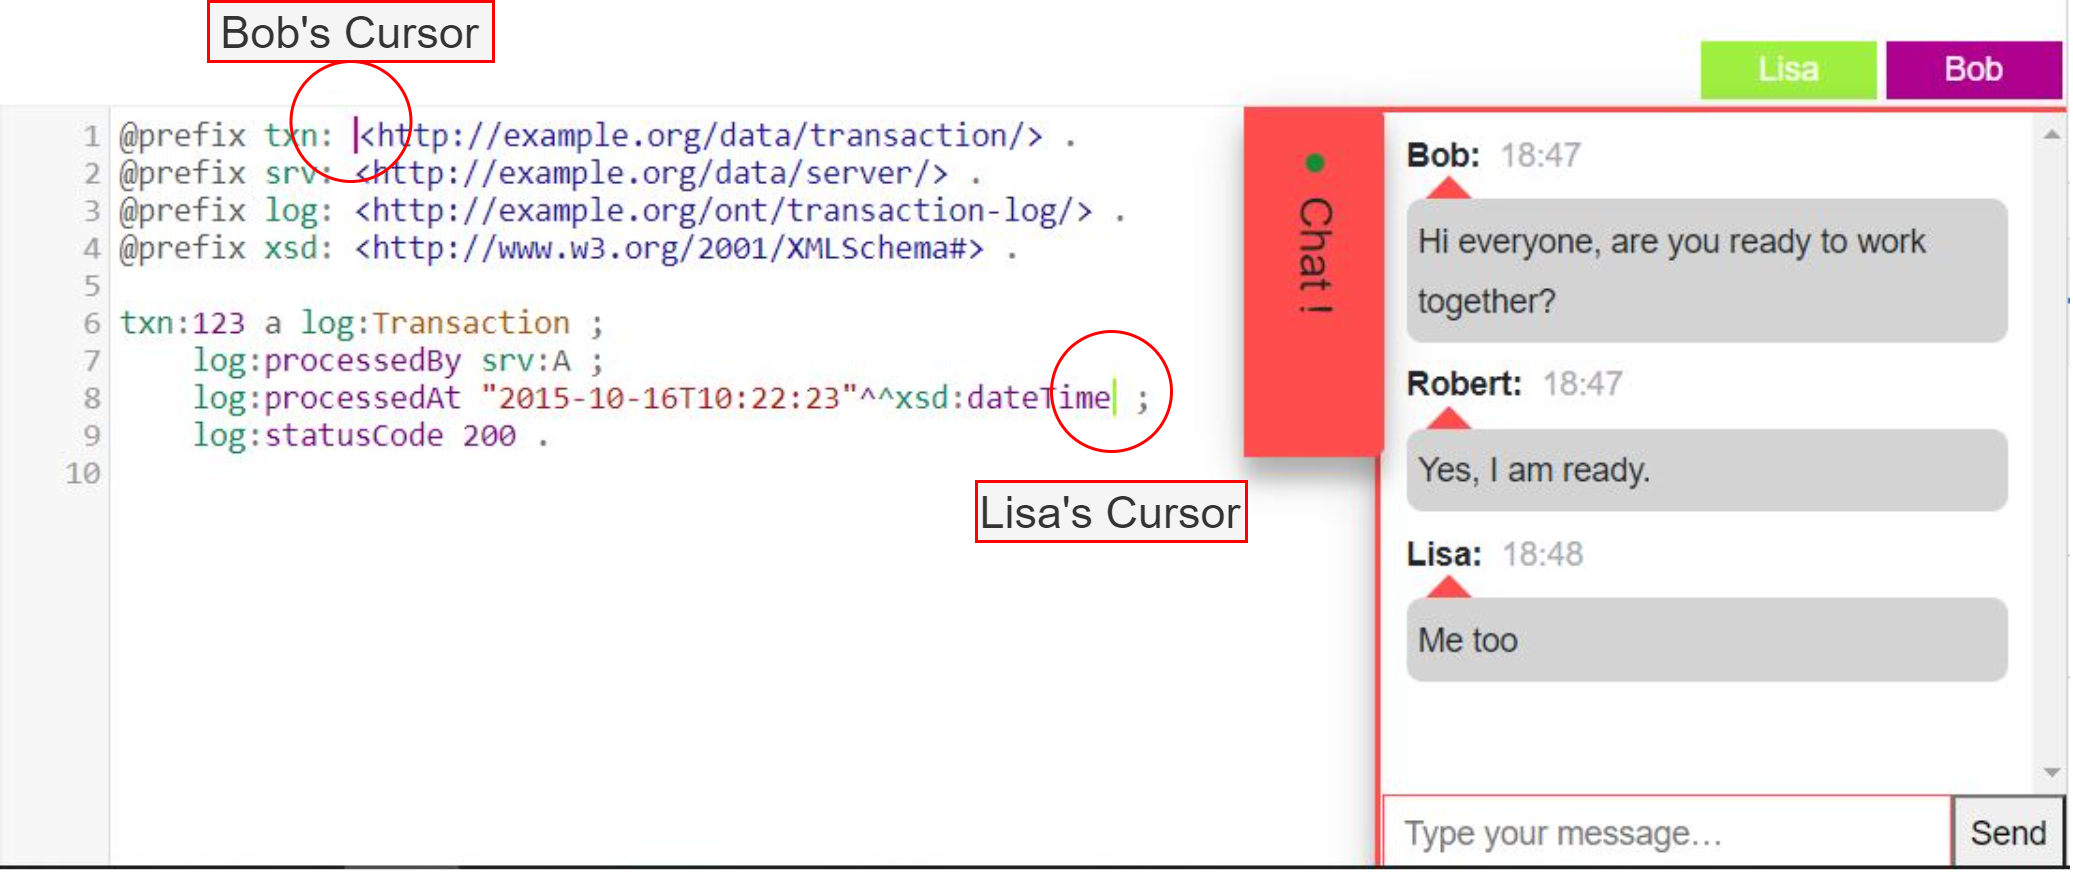 Bob's Cursor
Lisa
Bob
1 @prefix txn: <http://example.org/data/transaction/> .
2 @prefix srv: <http://example.org/data/server/> .
3 @prefix log: <http://example.org/ont/transaction-log/> .
4 @prefix xsd: <http://www.w3.org/2001/XMLSchema#> .
5
6 txn:123 a log:Transaction ;
7 log:processedBy srv:A ;
8 log:processedAt "2015-10-16T10:22:23"^^xsd:dateTime ;
9 log:statusCode 200 .
10
Lisa's Cursor
Chat !
Bob: 18:47
Hi everyone, are you ready to work
together?
Robert: 18:47
Yes, I am ready.
Lisa: 18:48
Me too
Type your message...
Send